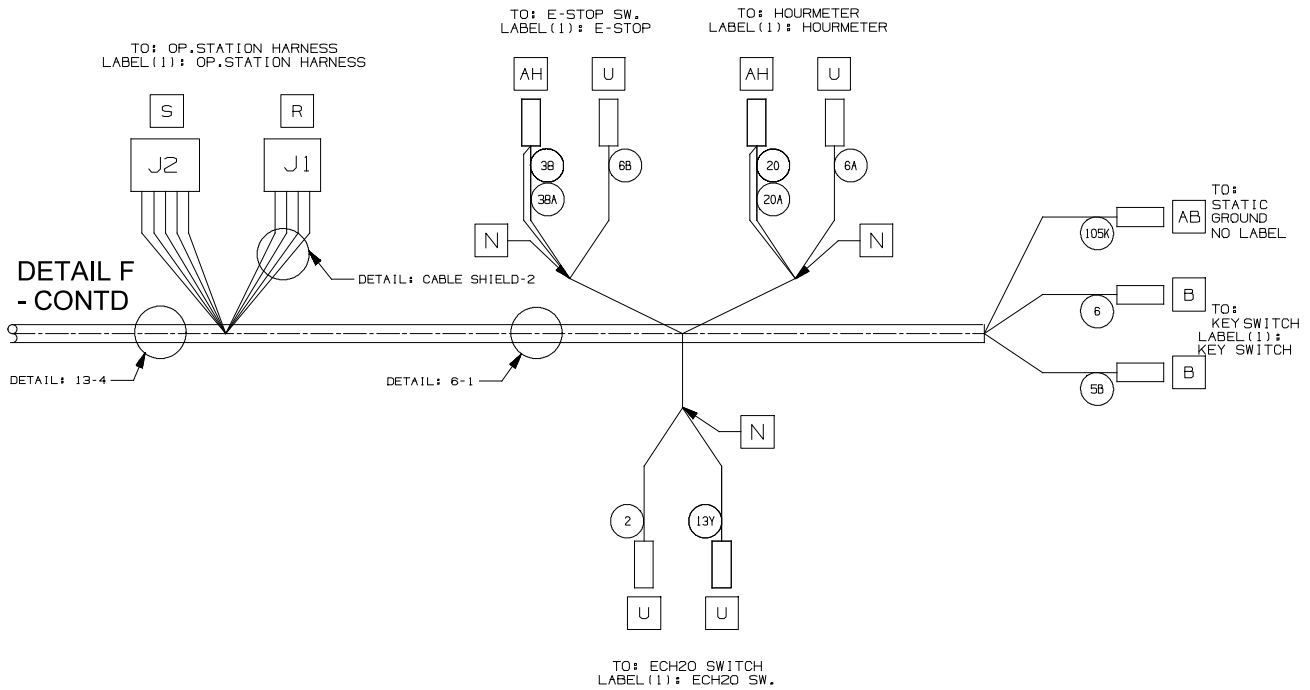 TO: E-STOP SW.
LABEL(1): E-STOP
TO: HOURMETER
LABEL(1): HOURMETER
TO: OP.STATION HARNESS
LABEL(1): OP.STATION HARNESS
AH
U
AH
U
S
R
J2
J1
3B
3BA
6B
20
20A
6A
TO:
STATIC
GROUND
NO LABEL
AB
105K
N
N
DETAIL F
- CONTD
DETAIL: CABLE SHIELD-2
6
B
TO:
KEY SWITCH
LABEL(1):
KEY SWITCH
5B
B
DETAIL: 13-4
DETAIL: 6-1
N
2
13Y
U
U
TO: ECH2O SWITCH
LABEL(1): ECH2O SW.